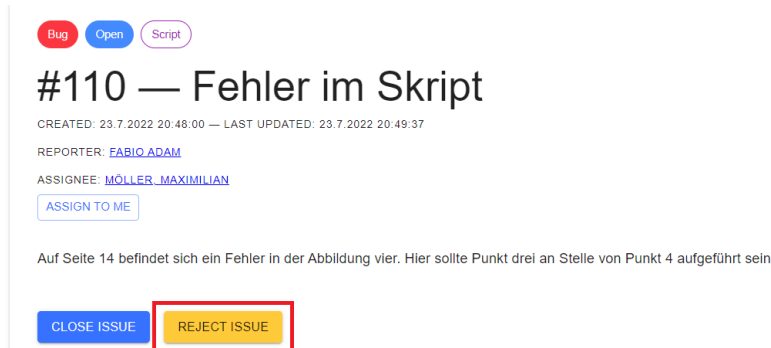 Bug Open Script
#110 — Fehler im Skript
CREATED: 23.7.2022 20:48:00 — LAST UPDATED: 23.7.2022 20:49:37
REPORTER: FABIO ADAM
ASSIGNEE: MÖLLER, MAXIMILIAN
ASSIGN TO ME
Auf Seite 14 befindet sich ein Fehler in der Abbildung vier. Hier sollte Punkt drei an Stelle von Punkt 4 aufgeführt sein
CLOSE ISSUE REJECT ISSUE